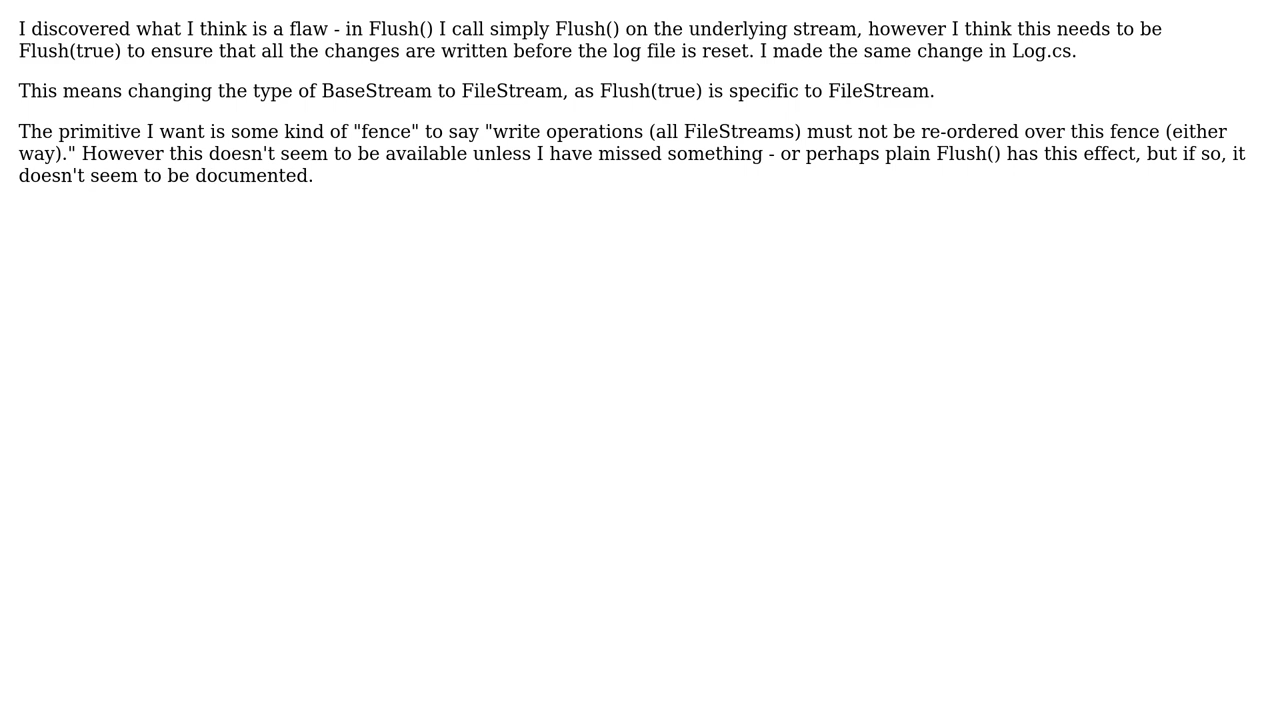 I discovered what I think is a flaw - in Flush() I call simply Flush() on the underlying stream, however I think this needs to be
Flush(true) to ensure that all the changes are written before the log file is reset. I made the same change in Log.cs.
This means changing the type of BaseStream to FileStream, as Flush(true) is specific to FileStream.
The primitive I want is some kind of "fence" to say "write operations (all FileStreams) must not be re-ordered over this fence (either
way)." However this doesn't seem to be available unless I have missed something - or perhaps plain Flush() has this effect, but if so, it
doesn't seem to be documented.